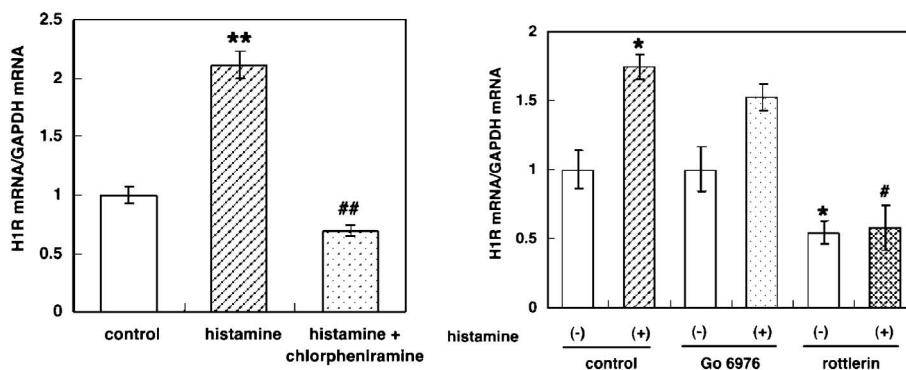 H1R mRNA/GAPDH mRNA
2.5
2
1.5
1
0.5
0
**
##
control
histamine
histamine +
chlorpheniramine
H1R mRNA/GAPDH mRNA
2
1.5
1
0.5
0
*
*
#
histamine
(-) (+) (-) (+) (-) (+)
control Go 6976 rottlerin